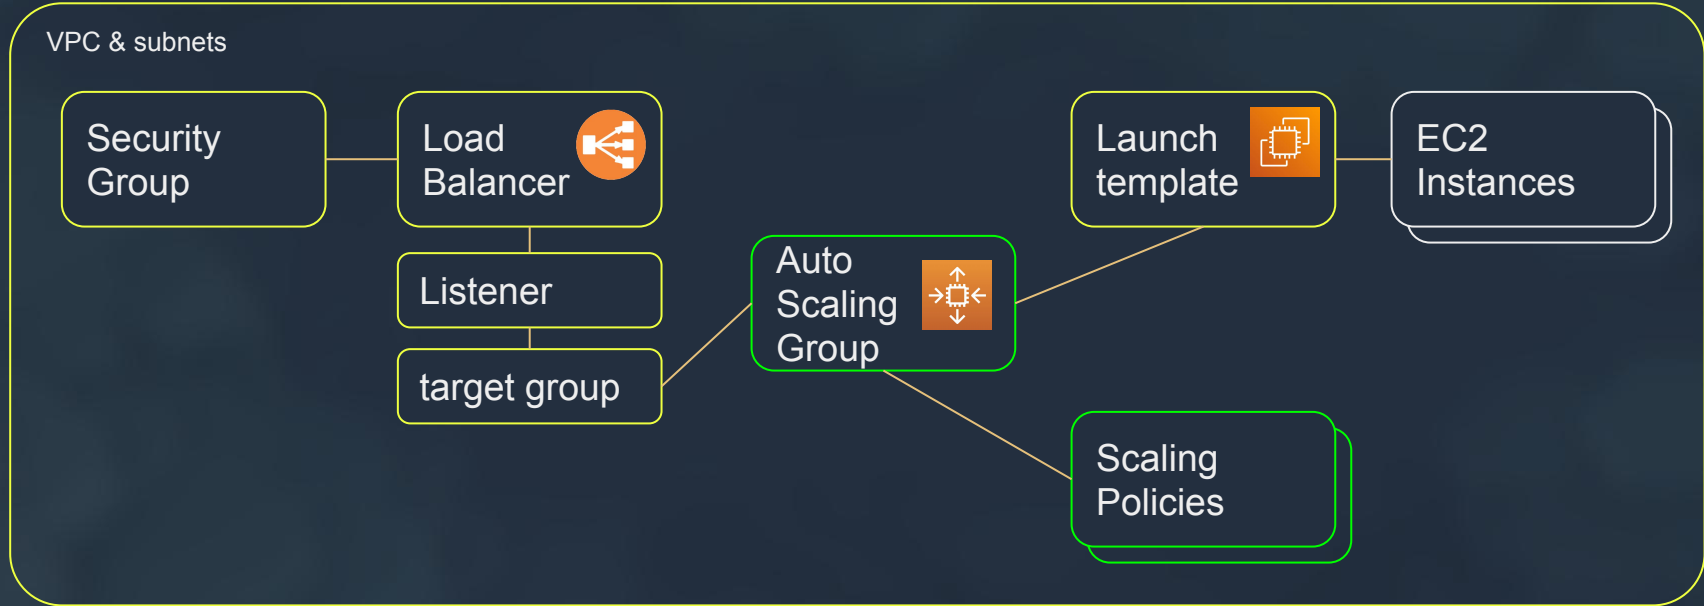 VPC & subnets
Security
Group
Load
Balancer
Listener
target group
Auto
Scaling
Group
Launch
template
EC2
Instances
Scaling
Policies